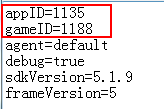 appID=1135
gameID=1188
agent=default
debug=true
sdkVersion=5.1.9
frameVersion=5